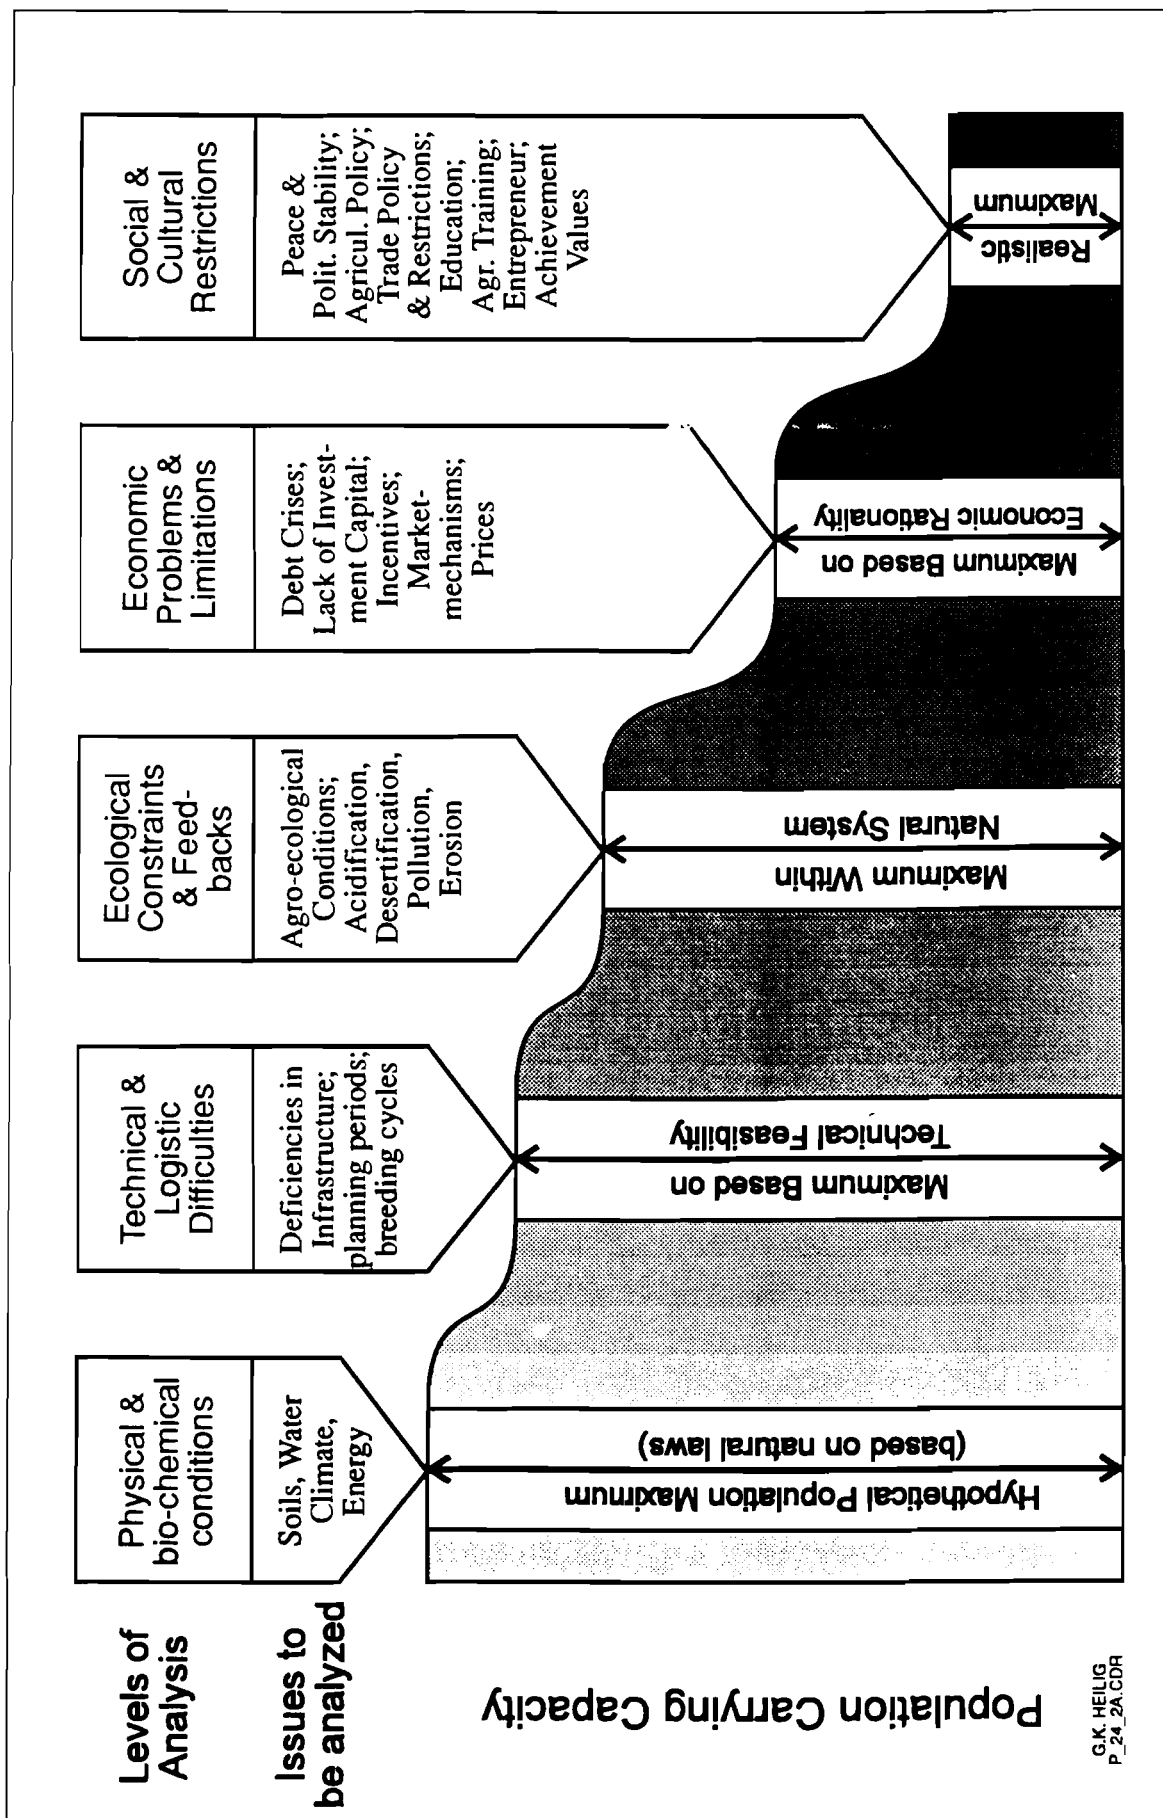 Levels of
Analysis
Physical &
bio-chemical
conditions
Technical &
Logistic
Difficulties
Ecological
Constraints
& Feed-
backs
Economic
Problems &
Limitations
Social &
Cultural
Restrictions
Issues to
be analyzed
Soils, Water
Climate,
Energy
Deficiencies in
Infrastructure;
planning periods;
breeding cycles
Agro-ecological
Conditions;
Acidification,
Desertification,
Pollution,
Erosion
Debt Crises;
Lack of Invest-
ment Capital;
Incentives;
Market-
mechanisms;
Prices
Peace &
Polit. Stability;
Agricul. Policy;
Trade Policy
& Restrictions;
Education;
Agr. Training;
Entrepreneur;
Achievement
Values
Population Carrying Capacity
Hypothetical Population Maximum
(based on natural laws)
Maximum Based on
Technical Feasibility
Maximum Within
Natural System
Maximum Based on
Economic Rationality
Realistic
Maximum
G.K. HEILIG
P_24_2A.CDR